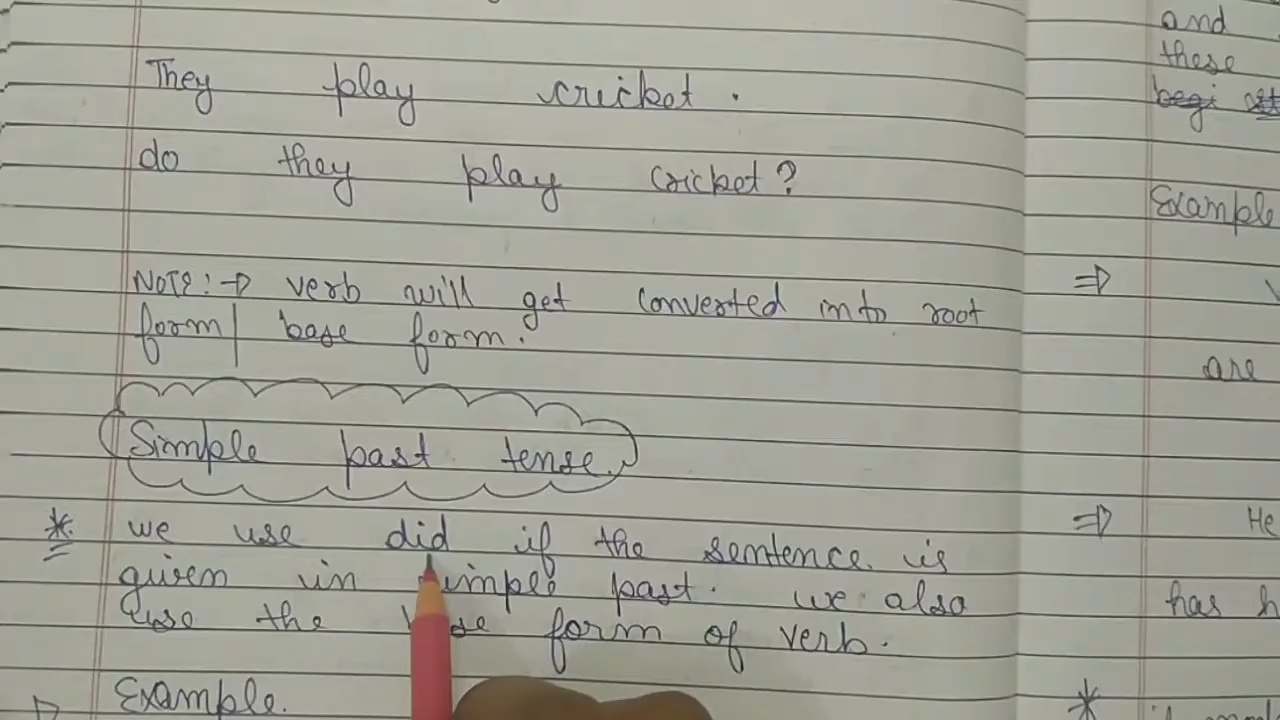 They play cricket.
do they play cricket?
NOTE:→ verb will get converted into root
form/ base form.
Simple past tense.
* we use did if the sentence is
given in simple past. we also
use the base form of verb.
Example.
and
these
begi
Example
⇒
are
⇒ He
has h
*